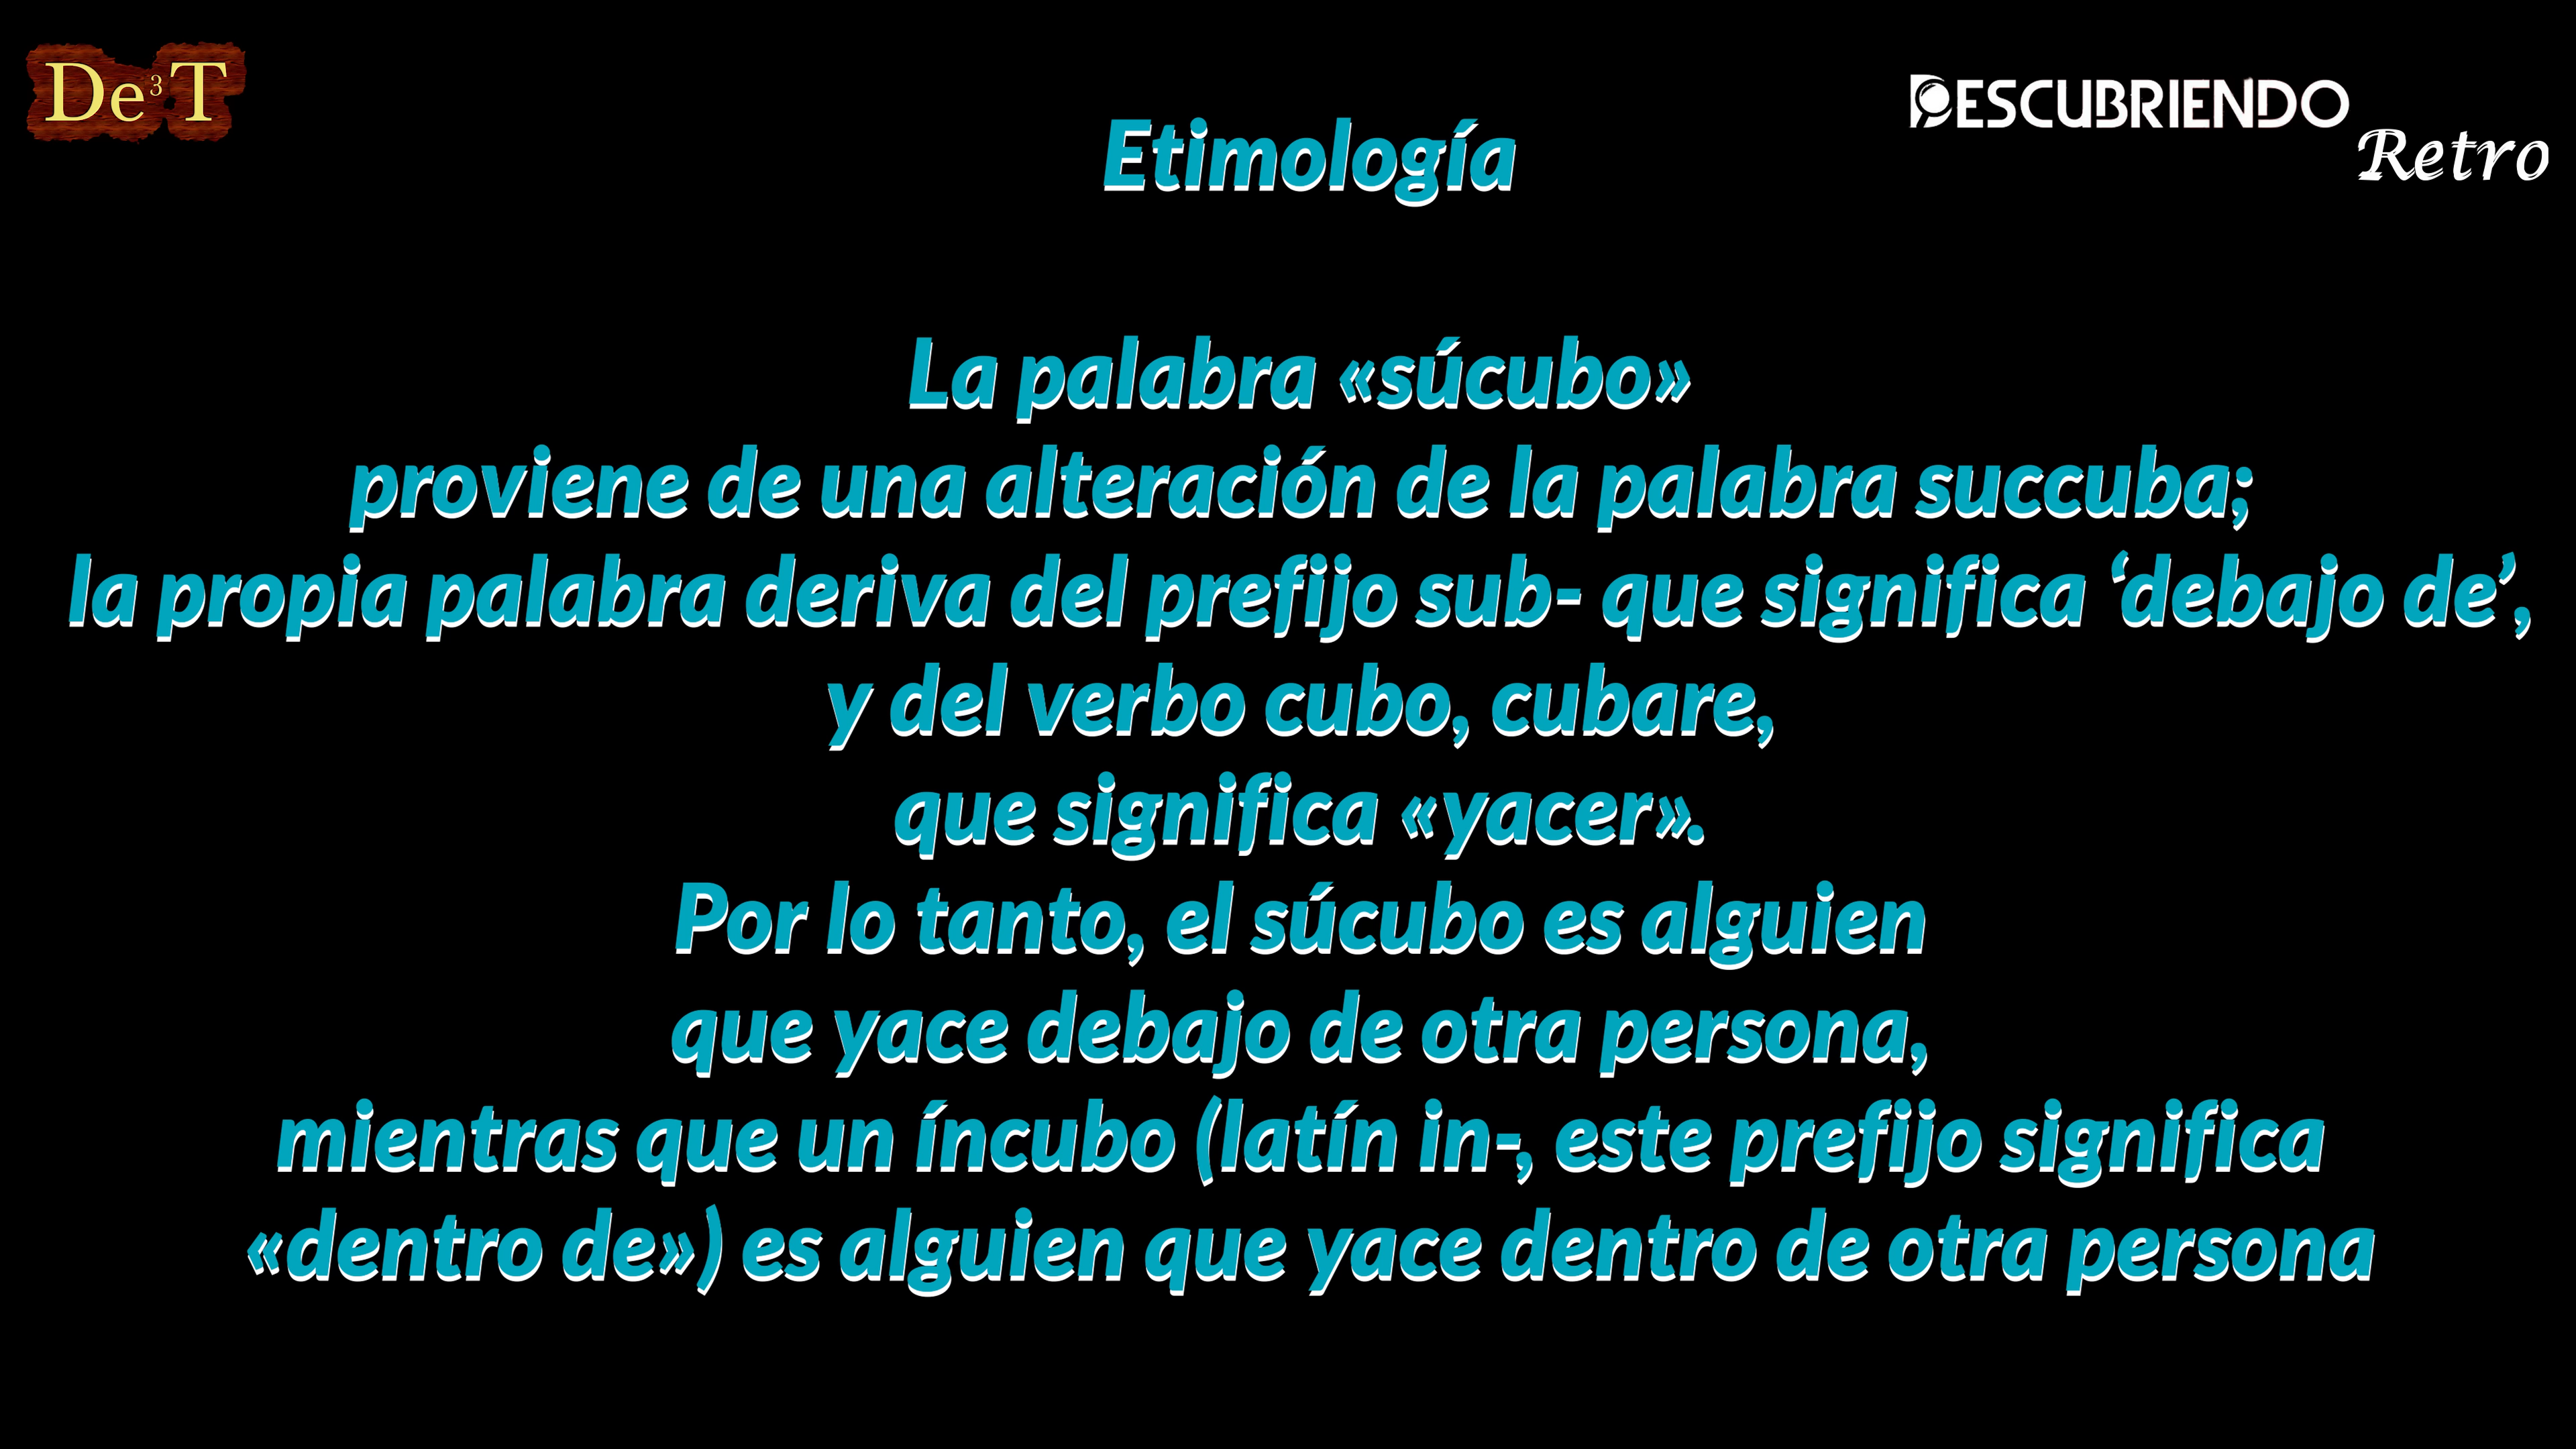 De³T
DESCUBRIENDO
Retro
Etimología
La palabra «súcubo»
proviene de una alteración de la palabra succuba;
la propia palabra deriva del prefijo sub- que significa ‘debajo de’,
y del verbo cubo, cubare,
que significa «yacer».
Por lo tanto, el súcubo es alguien
que yace debajo de otra persona,
mientras que un íncubo (latín in-, este prefijo significa
«dentro de») es alguien que yace dentro de otra persona